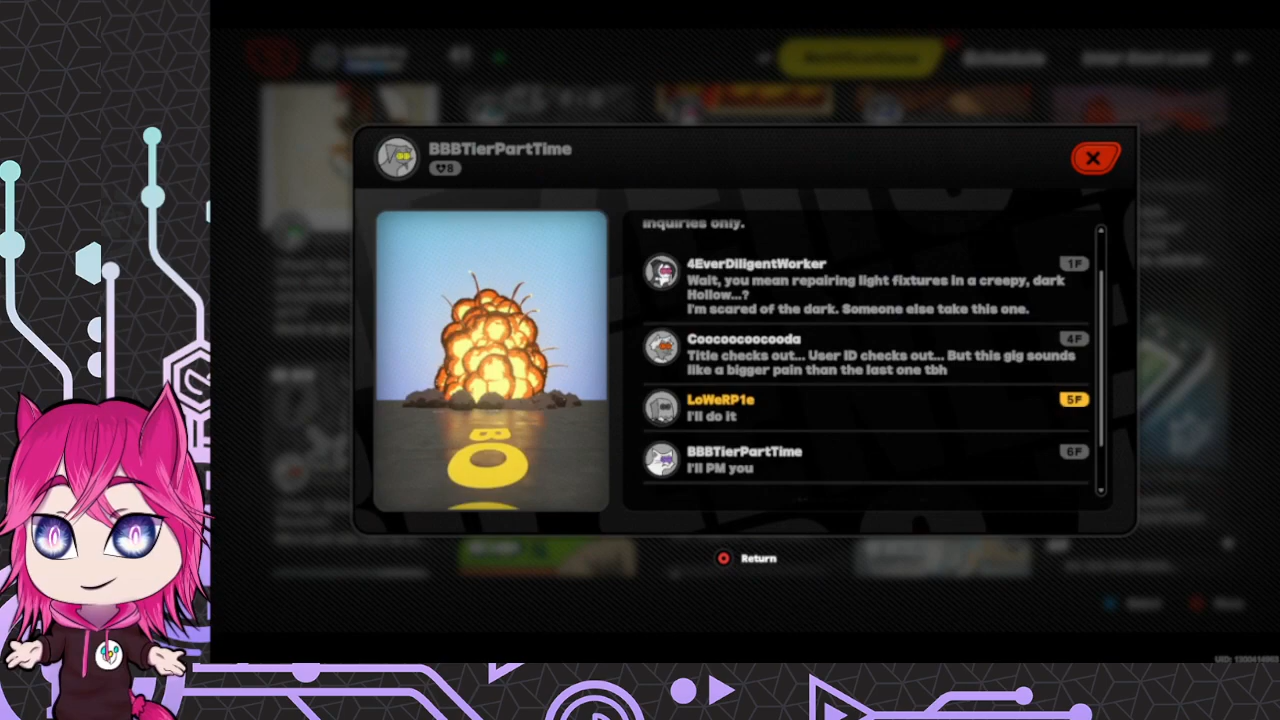 BBBTierPartTime
8
inquiries only.
4EverDiligentWorker
1F
Wait, you mean repairing light fixtures in a creepy, dark
Hollow...?
I'm scared of the dark. Someone else take this one.
Coocoocoocooda
4F
Title checks out... User ID checks out... But this gig sounds
like a bigger pain than the last one tbh
LoWeRP1e
5F
I'll do it
BBBTierPartTime
6F
I'll PM you
BO
Return